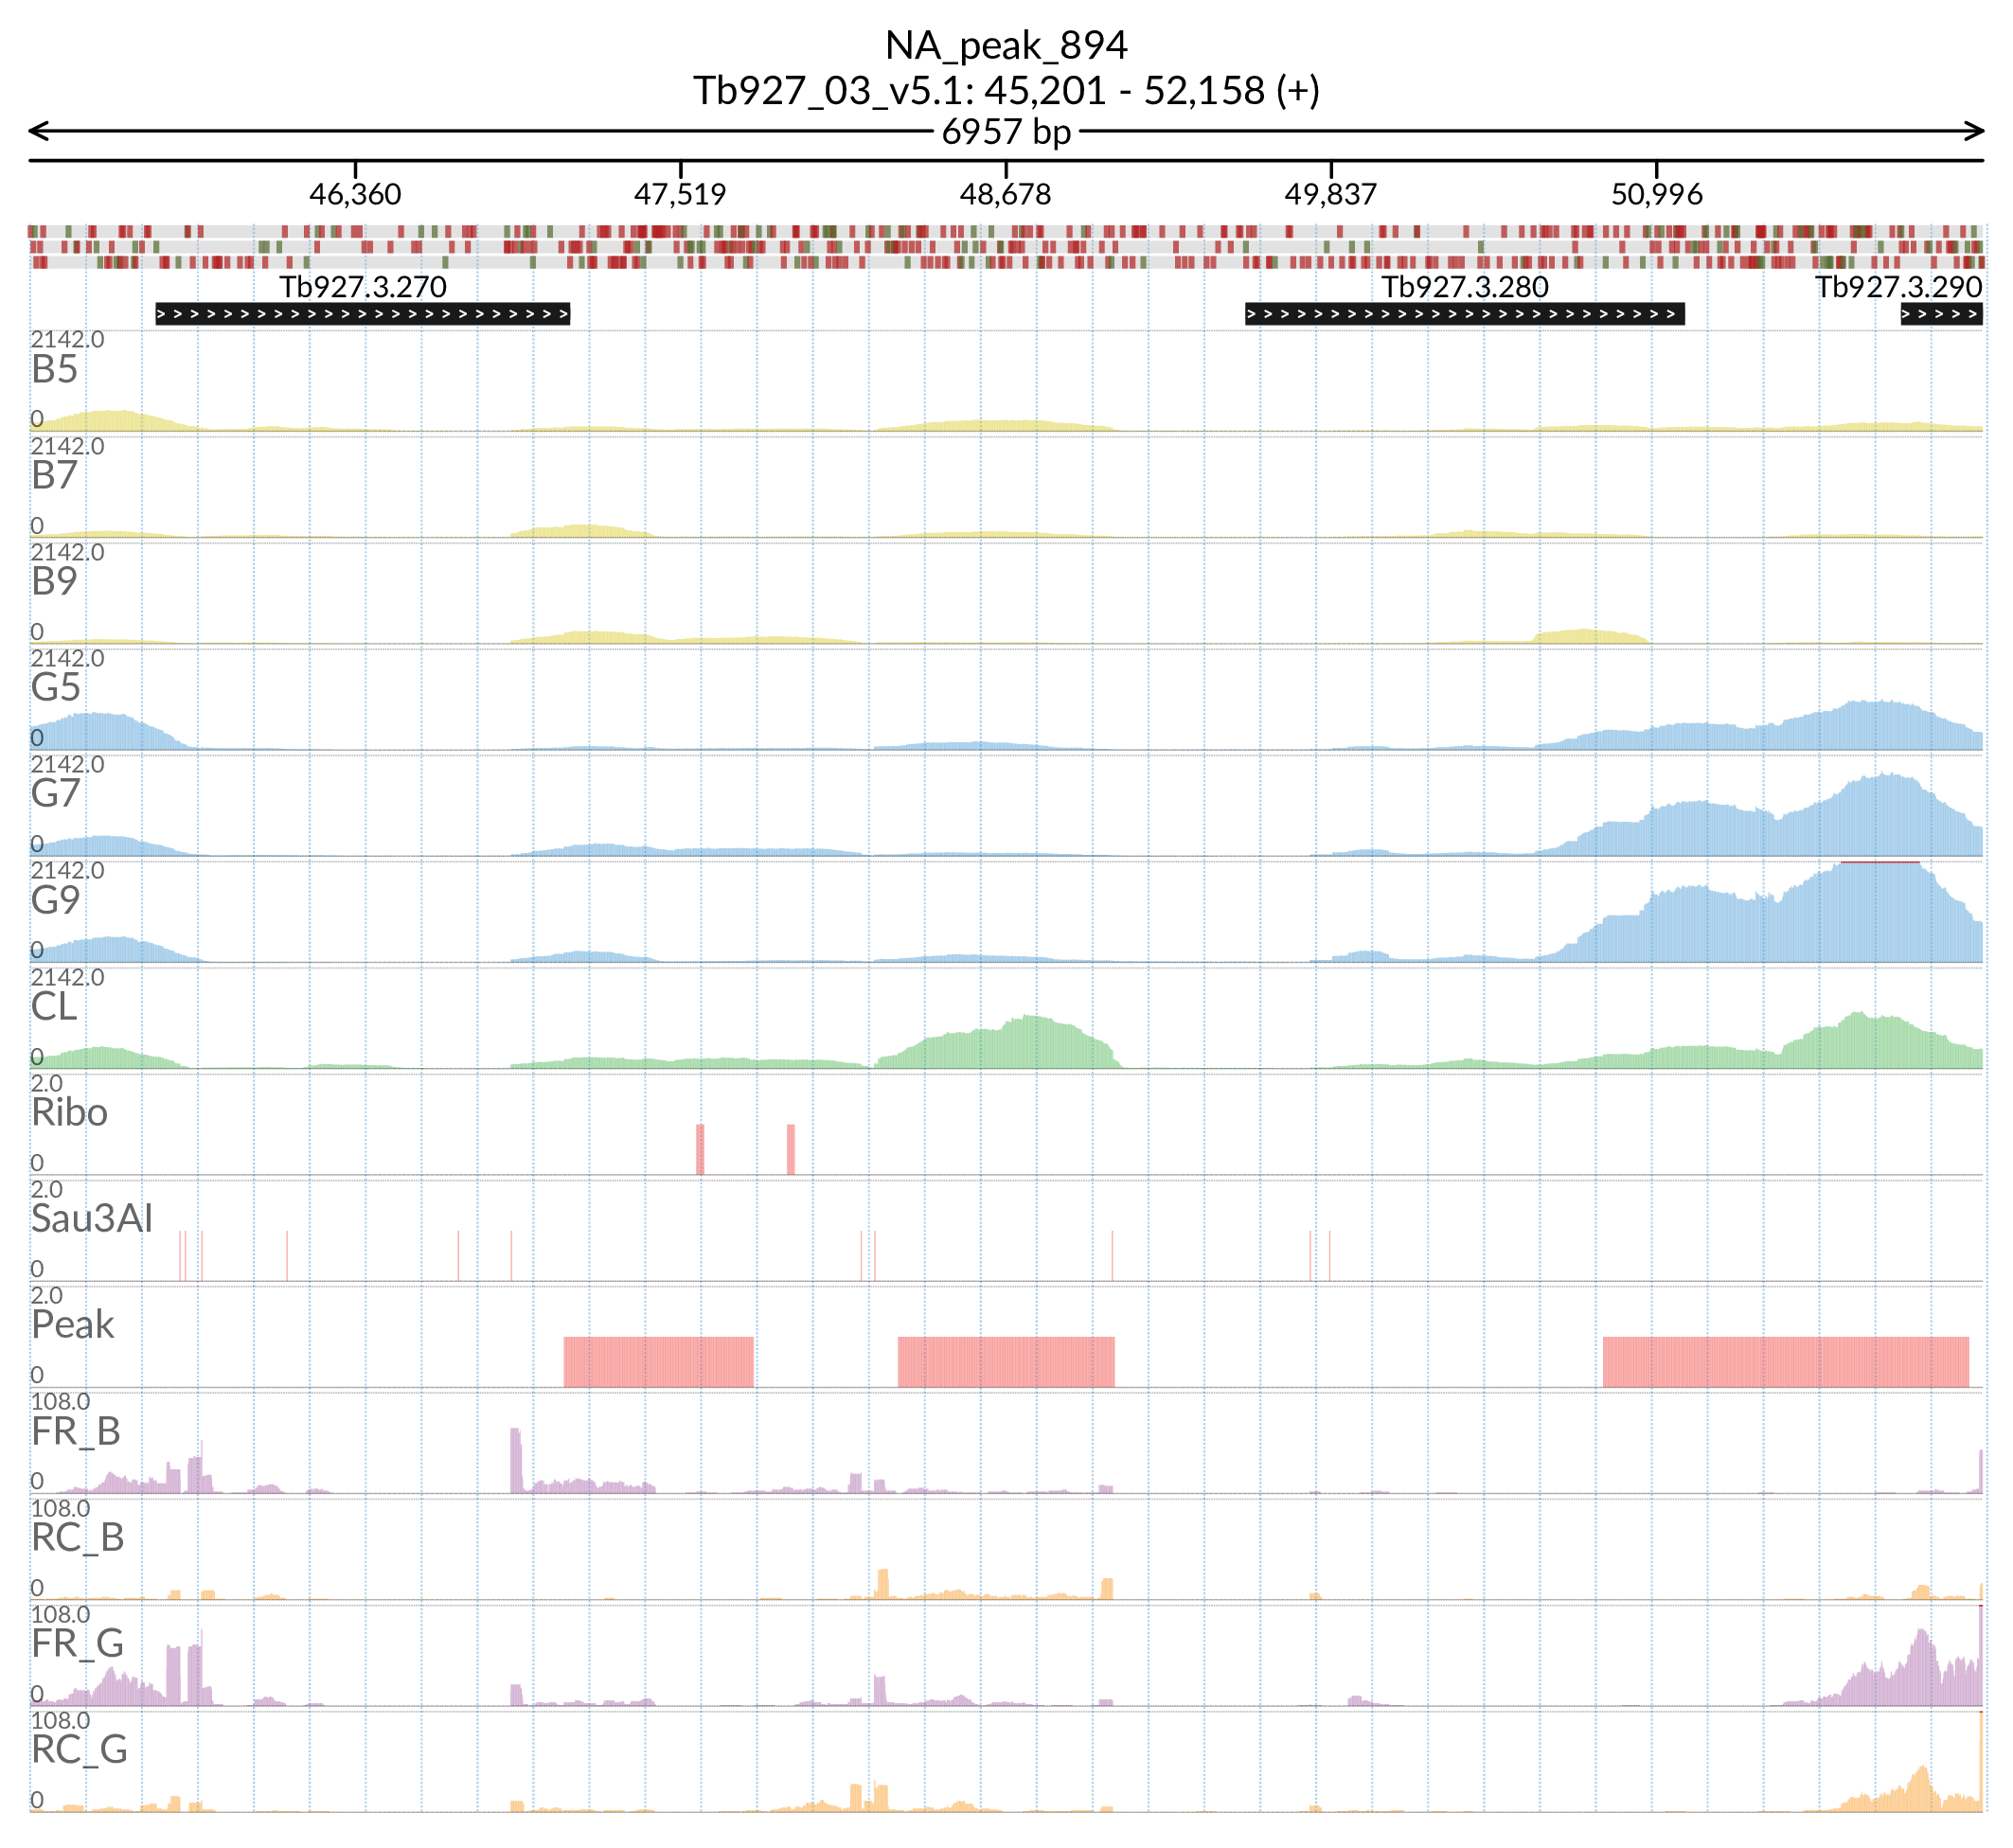 NA_peak_894
Tb927_03_v5.1: 45,201 - 52,158 (+)
6957 bp
46,360 47,519 48,678 49,837 50,996
Tb927.3.270 Tb927.3.280 Tb927.3.290
2142.0
B5
0
2142.0
B7
0
2142.0
B9
0
2142.0
G5
0
2142.0
G7
0
2142.0
G9
0
2142.0
CL
0
2.0
Ribo
0
2.0
Sau3AI
0
2.0
Peak
0
108.0
FR_B
0
108.0
RC_B
0
108.0
FR_G
0
108.0
RC_G
0